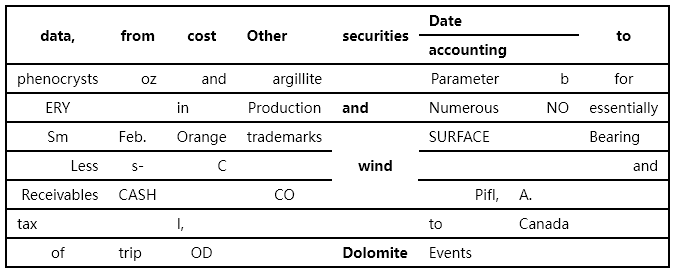 data, from cost Other securities Date to
accounting
phenocrysts oz and argillite Parameter b for
ERY in Production and Numerous NO essentially
Sm Feb. Orange trademarks SURFACE Bearing
Less s- C wind and
Receivables CASH CO Pifl, A.
tax l, to Canada
of trip OD Dolomite Events